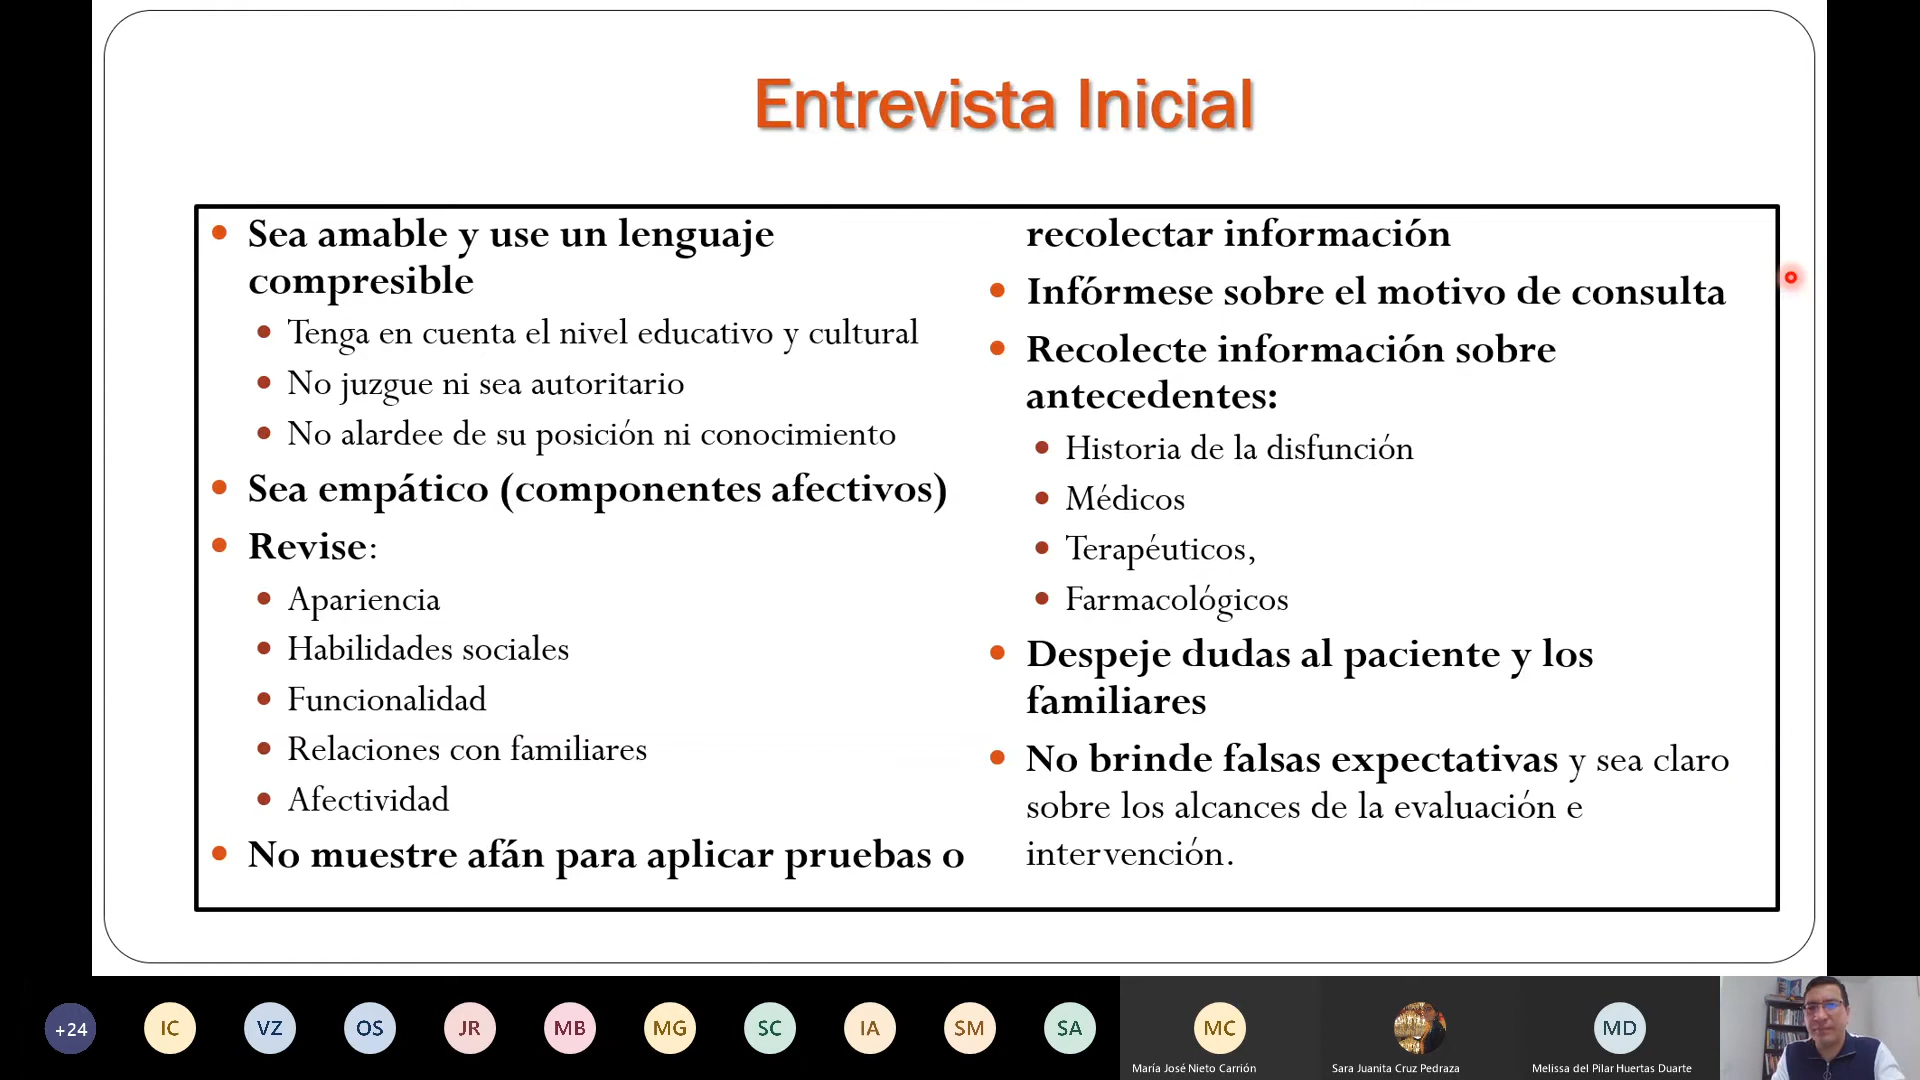 Entrevista Inicial
Sea amable y use un lenguaje
compresible
Tenga en cuenta el nivel educativo y cultural
No juzgue ni sea autoritario
No alardee de su posición ni conocimiento
Sea empático (componentes afectivos)
Revise:
Apariencia
Habilidades sociales
Funcionalidad
Relaciones con familiares
Afectividad
No muestre afán para aplicar pruebas o
recolectar información
Infórmese sobre el motivo de consulta
Recolecte información sobre
antecedentes:
Historia de la disfunción
Médicos
Terapéuticos,
Farmacológicos
Despeje dudas al paciente y los
familiares
No brinde falsas expectativas y sea claro
sobre los alcances de la evaluación e
intervención.
+24 IC VZ OS JR MB MG SC IA SM SA MC MD
María José Nieto Carrión Sara Juanita Cruz Pedraza Melissa del Pilar Huertas Duarte